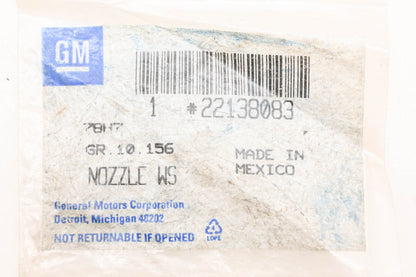 GM
1 *22138083
78H7
GR.10.156
MADE IN
MEXICO
NOZZLE WS
General Motors Corporation
Detroit, Michigan 48202
NOT RETURNABLE IF OPENED
4
LDPE